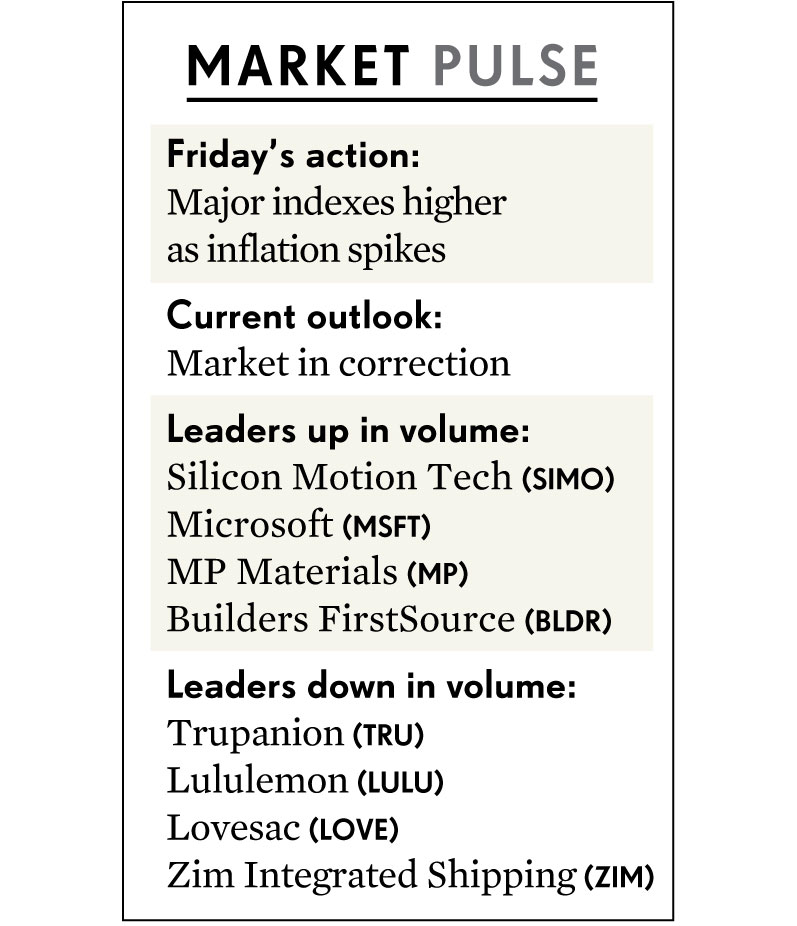 MARKET PULSE
Friday’s action:
Major indexes higher
as inflation spikes
Current outlook:
Market in correction
Leaders up in volume:
Silicon Motion Tech (SIMO)
Microsoft (MSFT)
MP Materials (MP)
Builders FirstSource (BLDR)
Leaders down in volume:
Trupanion (TRU)
Lululemon (LULU)
Lovesac (LOVE)
Zim Integrated Shipping (ZIM)